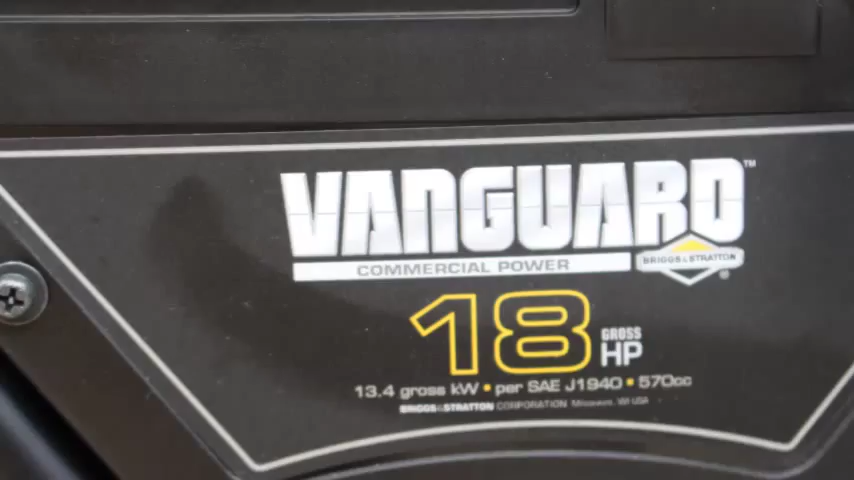 VANGUARD™
COMMERCIAL POWER
BRIGGS & STRATTON ®
18 GROSS HP
13.4 gross kW • per SAE J1940 • 570cc
BRIGGS & STRATTON CORPORATION Milwaukee, WI USA